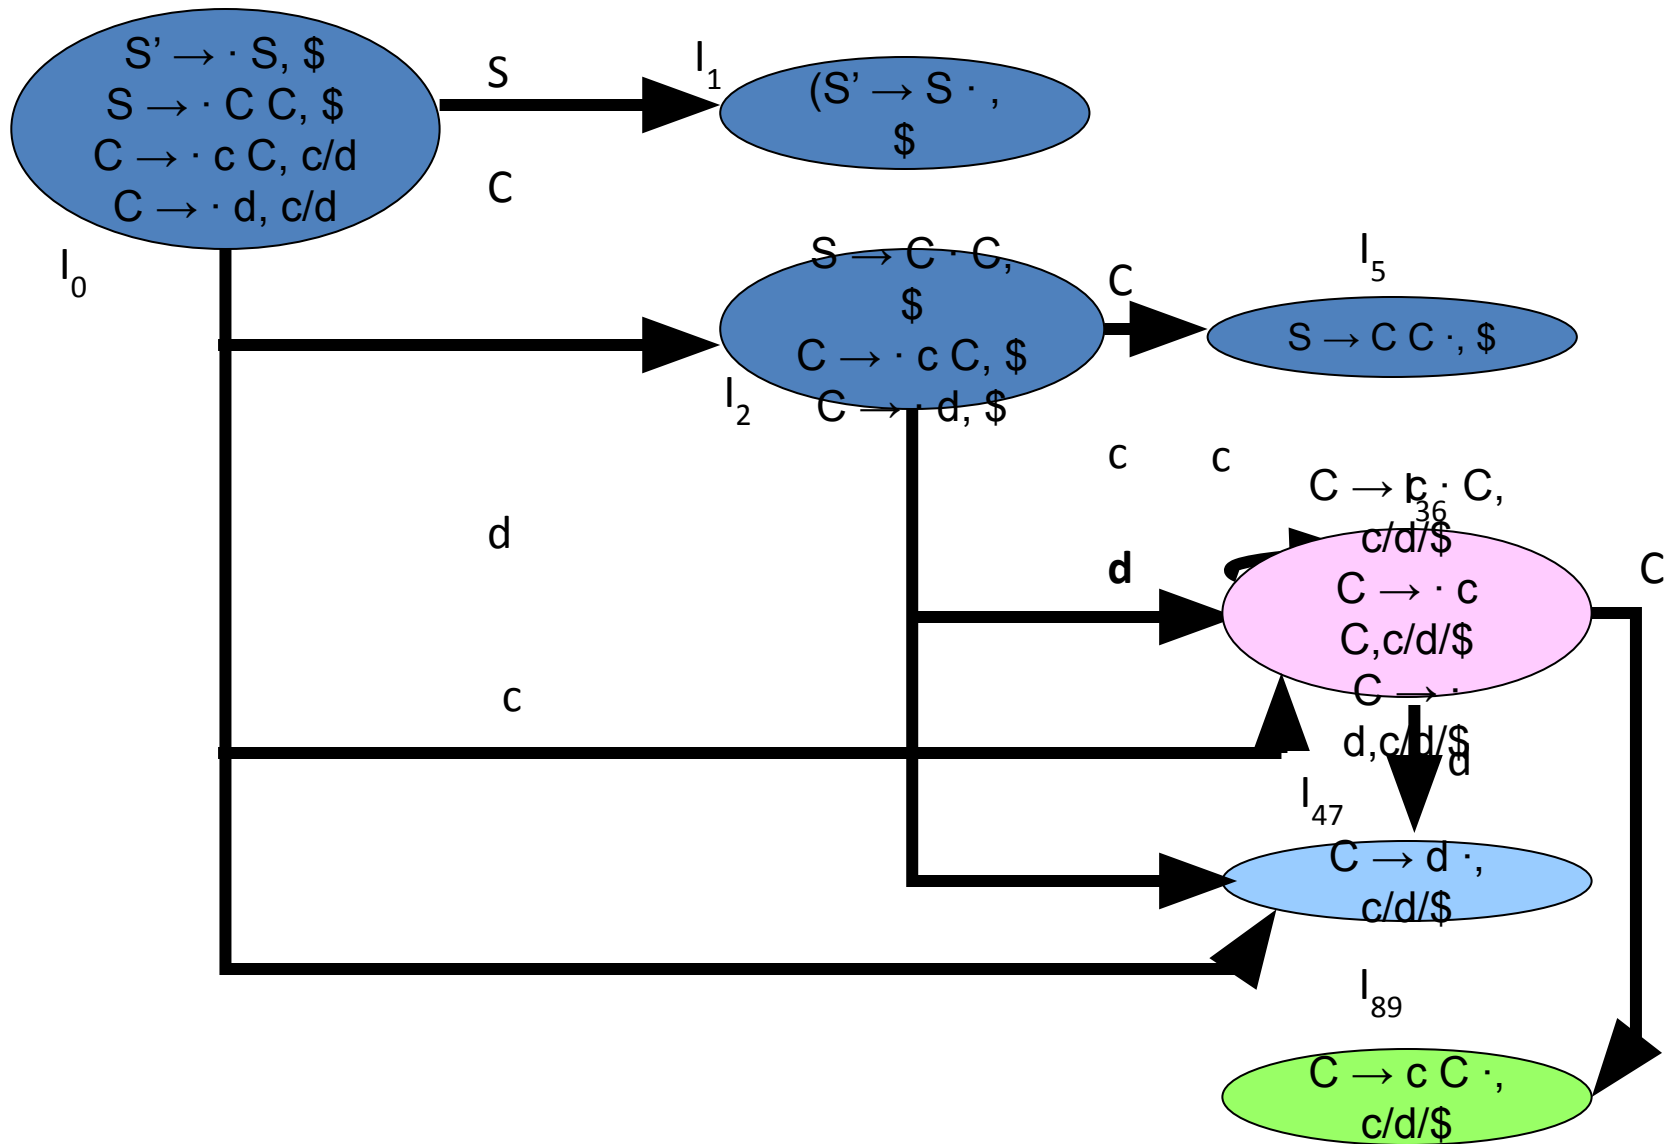 S’ → · S, $
S → · C C, $
C → · c C, c/d
C → · d, c/d
I0
S
I1
(S’ → S · ,
$
C
S → C · C,
$
C → · c C, $
C → · d, $
I2
C
I5
S → C C ·, $
c
c
d
d
C → c · C,
c/d/$
C → · c
C,c/d/$
C → ·
d,c/d/$
I36
C
c
d
I47
C → d ·,
c/d/$
I89
C → c C ·,
c/d/$